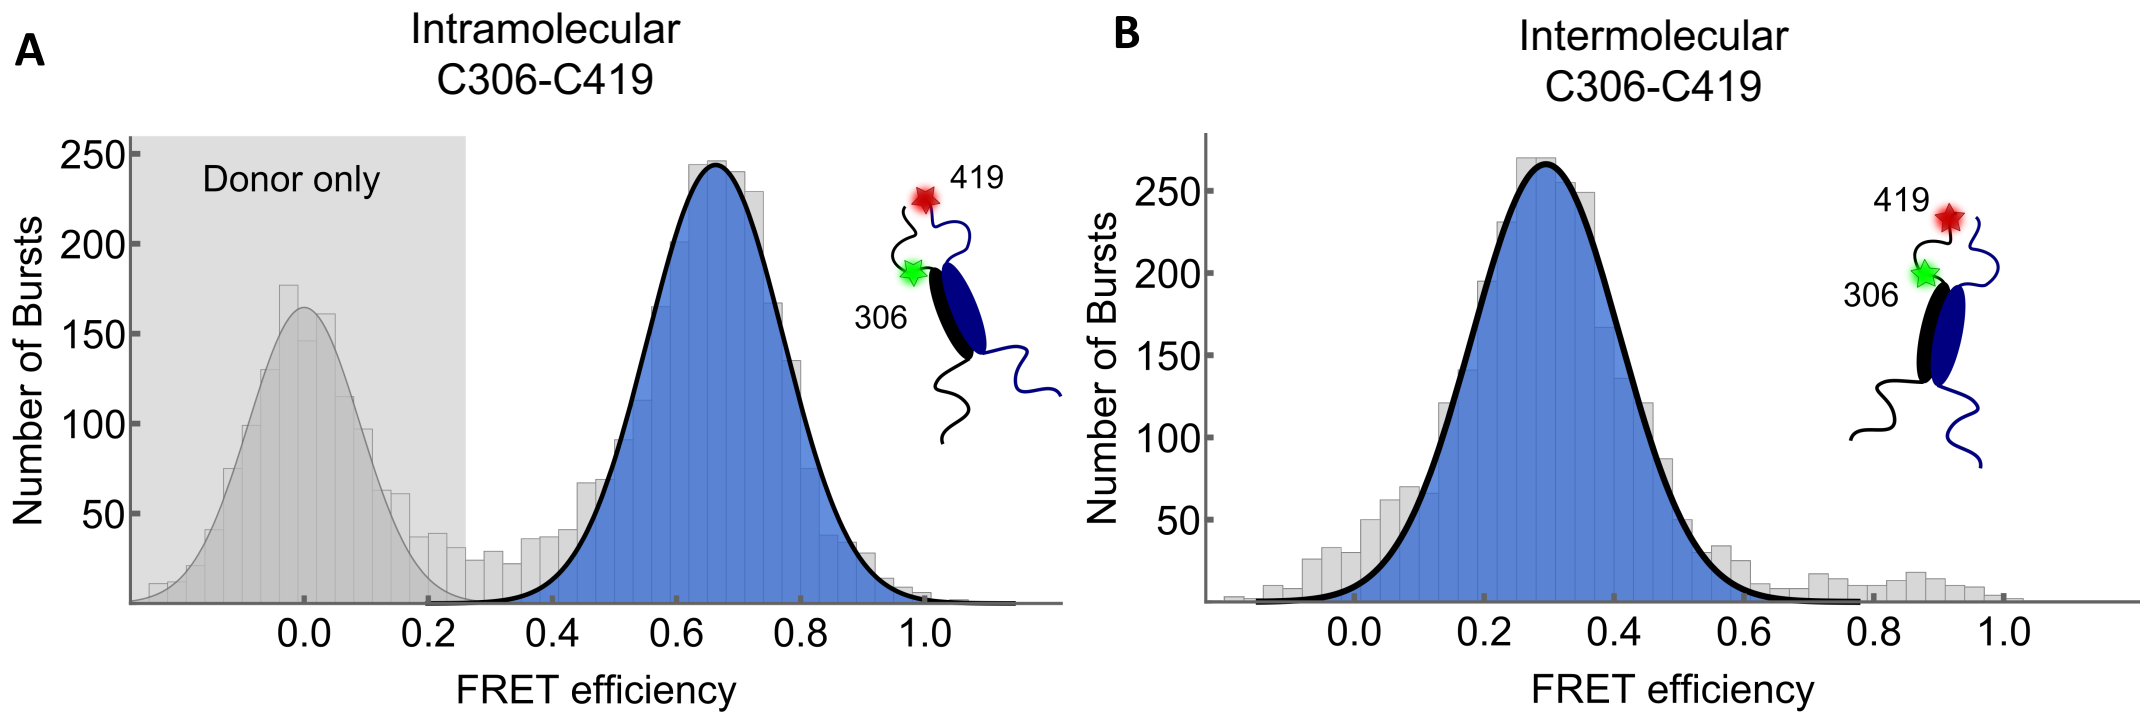 A
Intramolecular
C306-C419
Donor only
Number of Bursts
250
200
150
100
50
0.0 0.2 0.4 0.6 0.8 1.0
FRET efficiency
419
306
B
Intermolecular
C306-C419
Number of Bursts
250
200
150
100
50
0.0 0.2 0.4 0.6 0.8 1.0
FRET efficiency
419
306